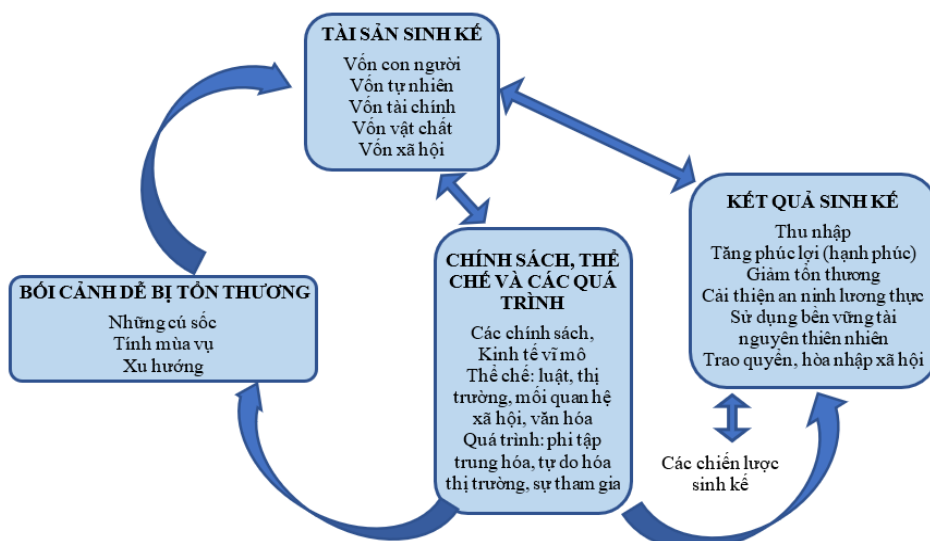 TÀI SẢN SINH KẾ
Vốn con người
Vốn tự nhiên
Vốn tài chính
Vốn vật chất
Vốn xã hội
BỐI CẢNH DỄ BỊ TỔN THƯƠNG
Những cú sốc
Tính mùa vụ
Xu hướng
CHÍNH SÁCH, THỂ
CHẾ VÀ CÁC QUÁ
TRÌNH
Các chính sách,
Kinh tế vĩ mô
Thể chế: luật, thị
trường, mối quan hệ
xã hội, văn hóa
Quá trình: phi tập
trung hóa, tự do hóa
thị trường, sự tham gia
KẾT QUẢ SINH KẾ
Thu nhập
Tăng phúc lợi (hạnh phúc)
Giảm tổn thương
Cải thiện an ninh lương thực
Sử dụng bền vững tài
nguyên thiên nhiên
Trao quyền, hòa nhập xã hội
Các chiến lược
sinh kế